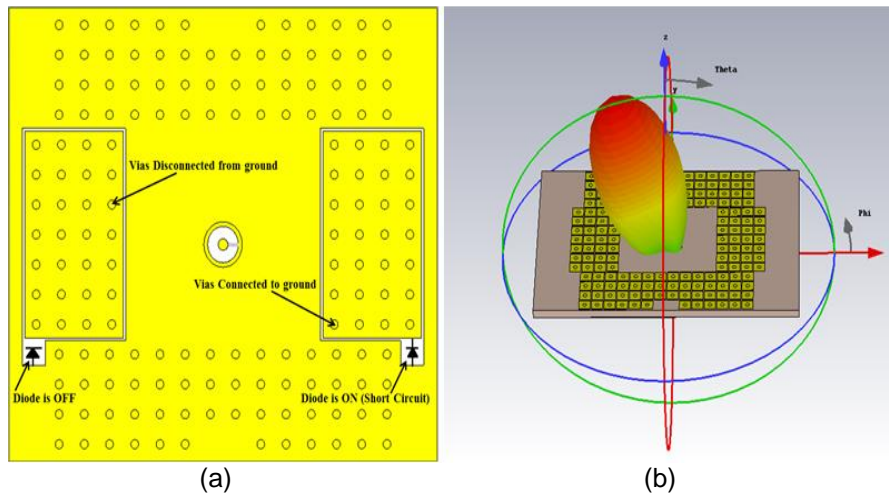 Vias Disconnected from ground
Vias Connected to ground
Diode is OFF
Diode is ON (Short Circuit)
(a)
z
Theta
y
Phi
(b)